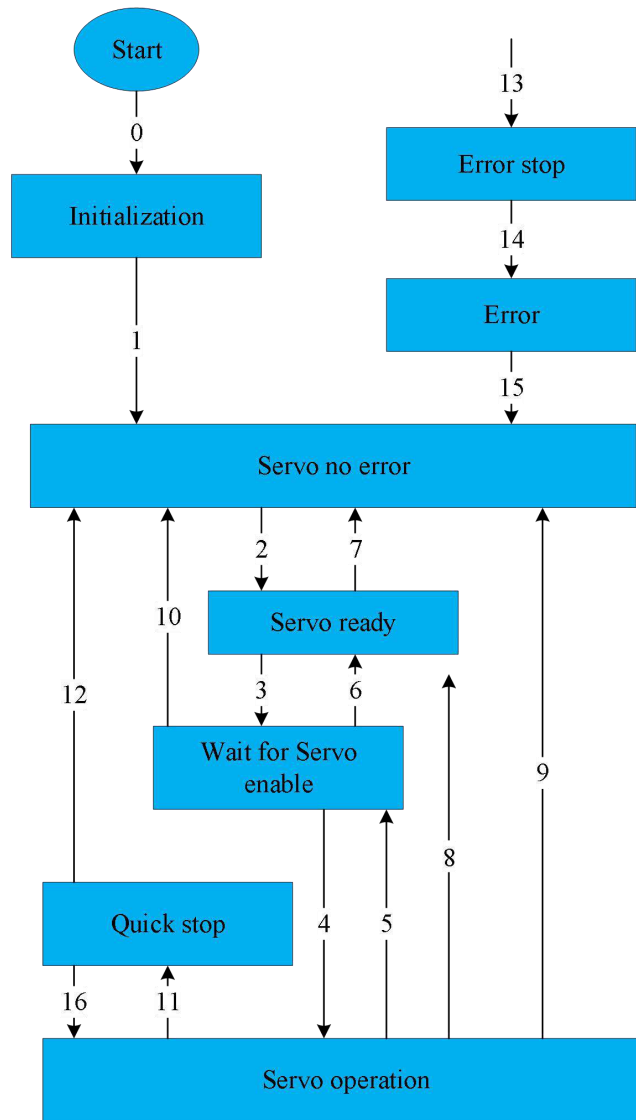 Start
13
0
Error stop
Initialization
14
Error
1
15
Servo no error
2
7
10
Servo ready
3
6
12
Wait for Servo
enable
9
8
Quick stop
4
5
16
11
Servo operation